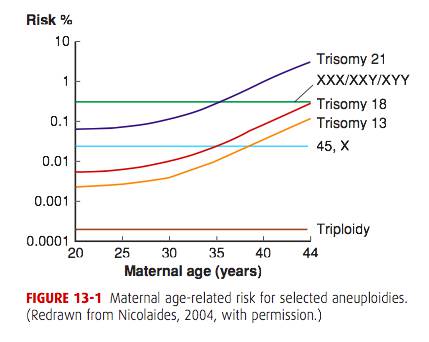 Risk %
10
1
0.1
0.01
0.001
0.0001
Trisomy 21
XXX/XXY/XYY
Trisomy 18
Trisomy 13
45, X
Triploidy
20 25 30 35 40 44
Maternal age (years)
FIGURE 13-1 Maternal age-related risk for selected aneuploidies.
(Redrawn from Nicolaides, 2004, with permission.)